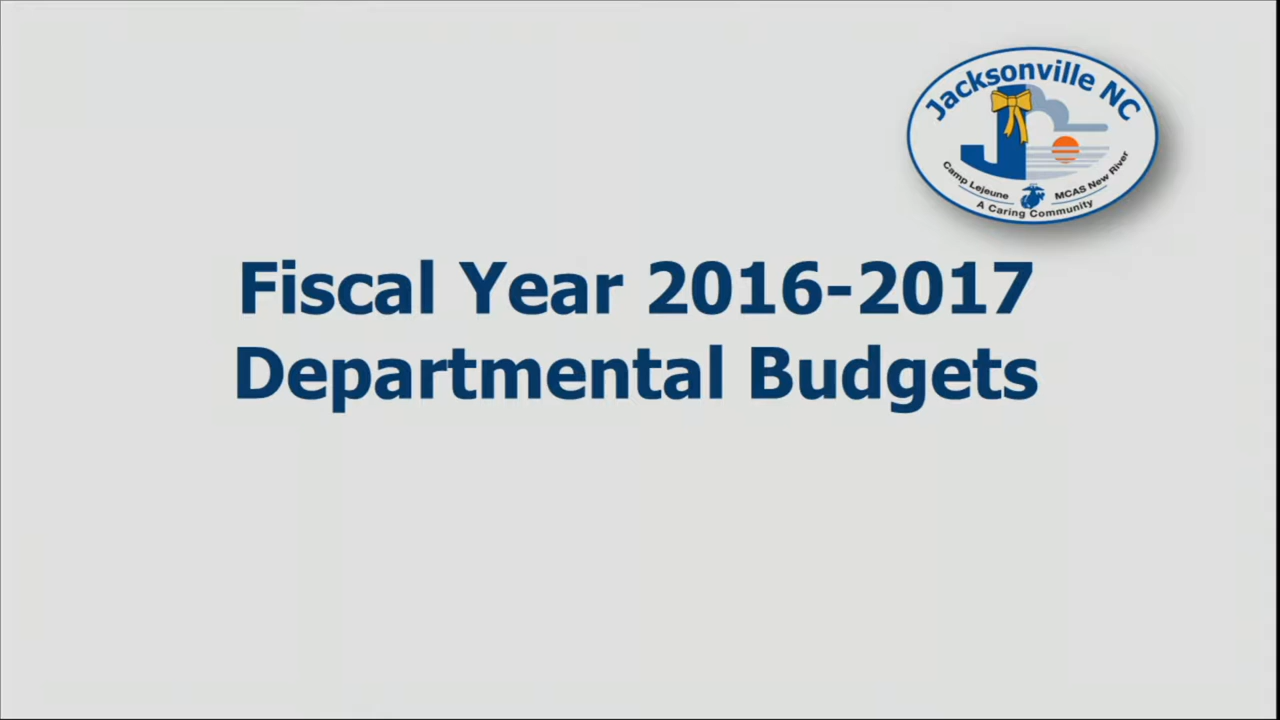 Jacksonville NC
Camp Lejeune
MCAS New River
A Caring Community
Fiscal Year 2016-2017
Departmental Budgets